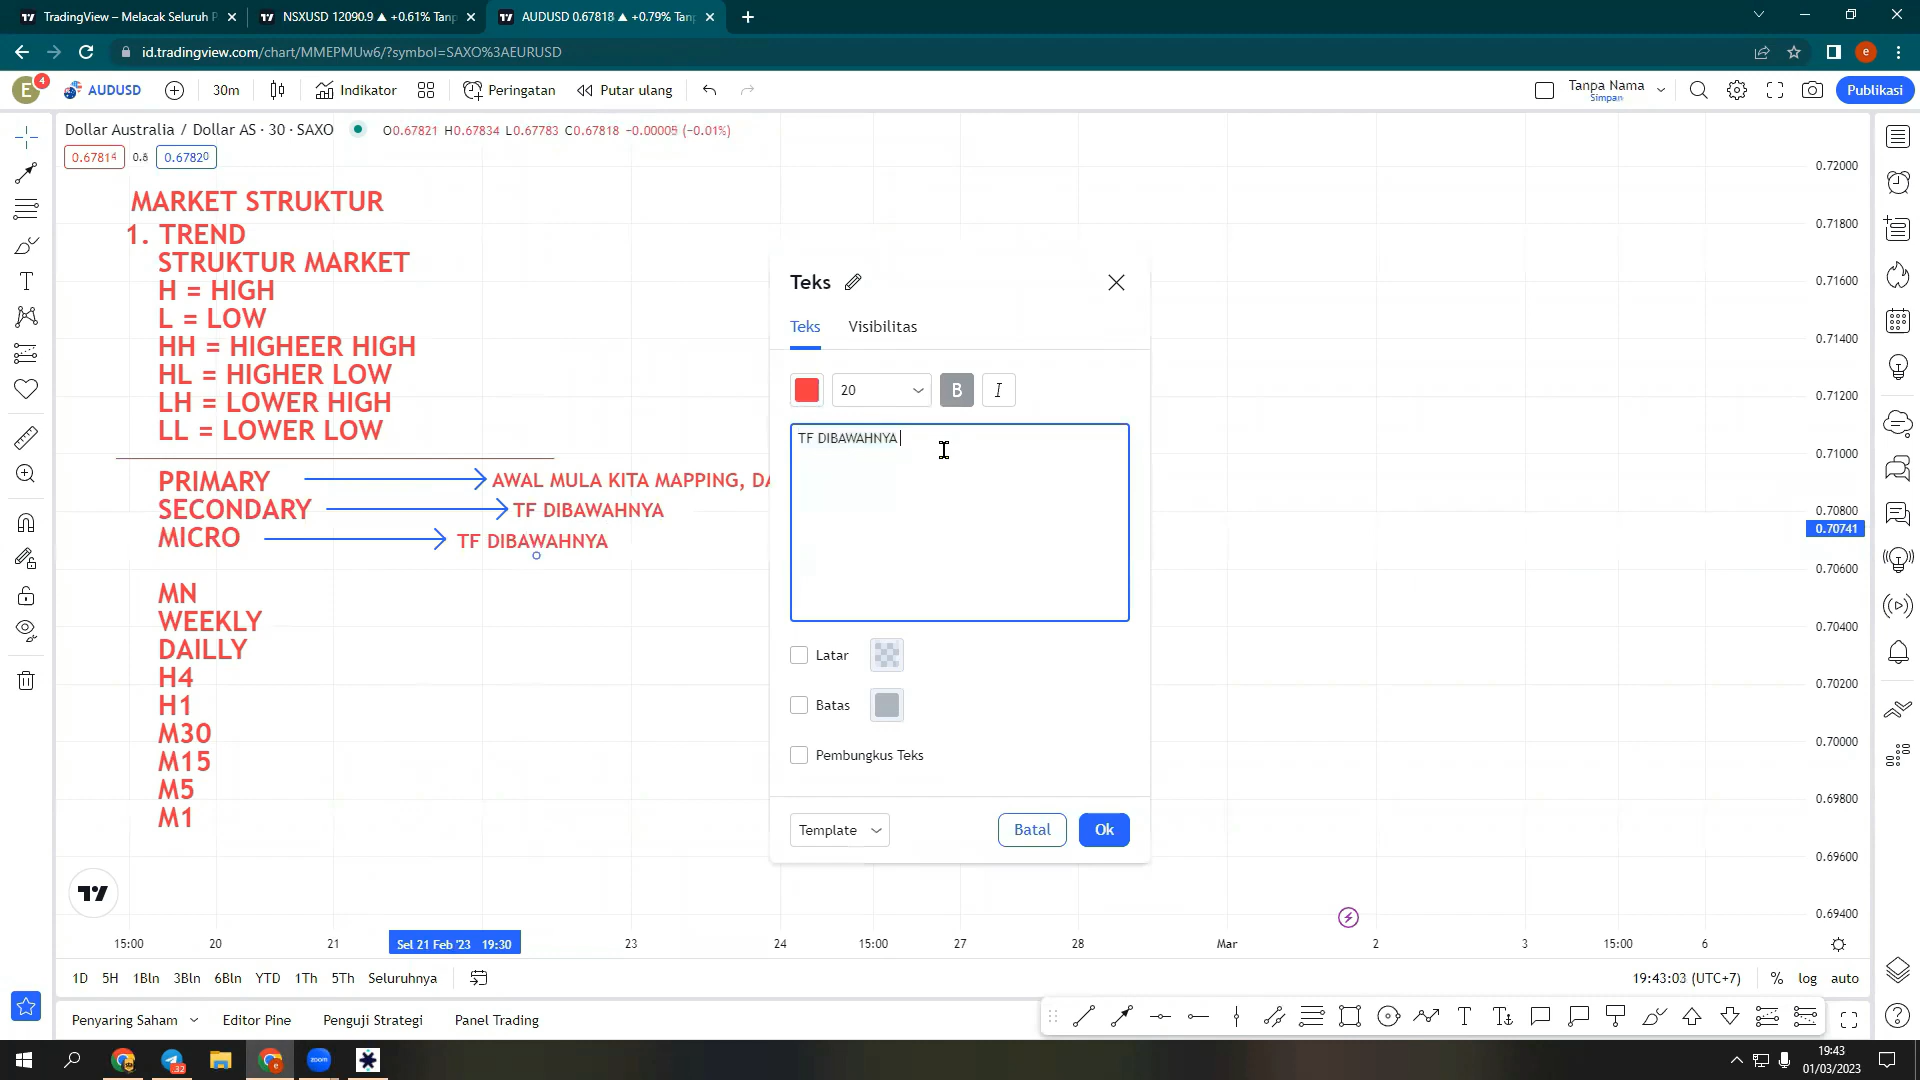 TradingView – Melacak Seluruh P
NSXUSD 12090.9 ▲ +0.61% Tanp
AUDUSD 0.67818 ▲ +0.79% Tan
id.tradingview.com/chart/MMEPMUw6/?symbol=SAXO%3AEURUSD
e
E 4 AUDUSD 30m Indikator Peringatan Putar ulang Tanpa Nama Publikasi
Simpan
Dollar Australia / Dollar AS · 30 · SAXO O0.67821 H0.67834 L0.67783 C0.67818 −0.00005 (−0.01%)
0.67814 0.6 0.67820
MARKET STRUKTUR
1. TREND
STRUKTUR MARKET
H = HIGH
L = LOW
HH = HIGHEER HIGH
HL = HIGHER LOW
LH = LOWER HIGH
LL = LOWER LOW
PRIMARY AWAL MULA KITA MAPPING, DA
SECONDARY TF DIBAWAHNYA
MICRO TF DIBAWAHNYA
MN
WEEKLY
DAILLY
H4
H1
M30
M15
M5
M1
Teks
Teks Visibilitas
20 B I
TF DIBAWAHNYA
Latar
Batas
Pembungkus Teks
Template Batal Ok
0.72000
0.71800
0.71600
0.71400
0.71200
0.71000
0.70800
0.70741
0.70600
0.70400
0.70200
0.70000
0.69800
0.69600
0.69400
15:00 20 21 Sel 21 Feb '23 19:30 23 24 15:00 27 28 Mar 2 3 15:00 6
1D 5H 1Bln 3Bln 6Bln YTD 1Th 5Th Seluruhnya 19:43:03 (UTC+7) % log auto
Penyaring Saham Editor Pine Penguji Strategi Panel Trading
32
zoom
19:43
01/03/2023